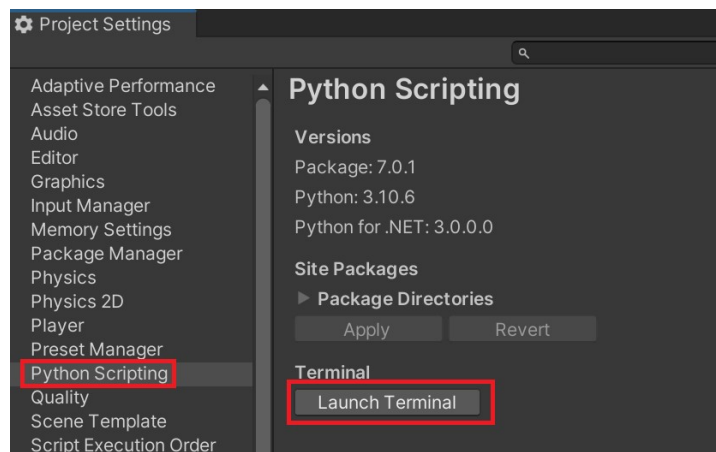 Project Settings
Adaptive Performance
Asset Store Tools
Audio
Editor
Graphics
Input Manager
Memory Settings
Package Manager
Physics
Physics 2D
Player
Preset Manager
Python Scripting
Quality
Scene Template
Script Execution Order
Python Scripting
Versions
Package: 7.0.1
Python: 3.10.6
Python for .NET: 3.0.0.0
Site Packages
Package Directories
Apply Revert
Terminal
Launch Terminal